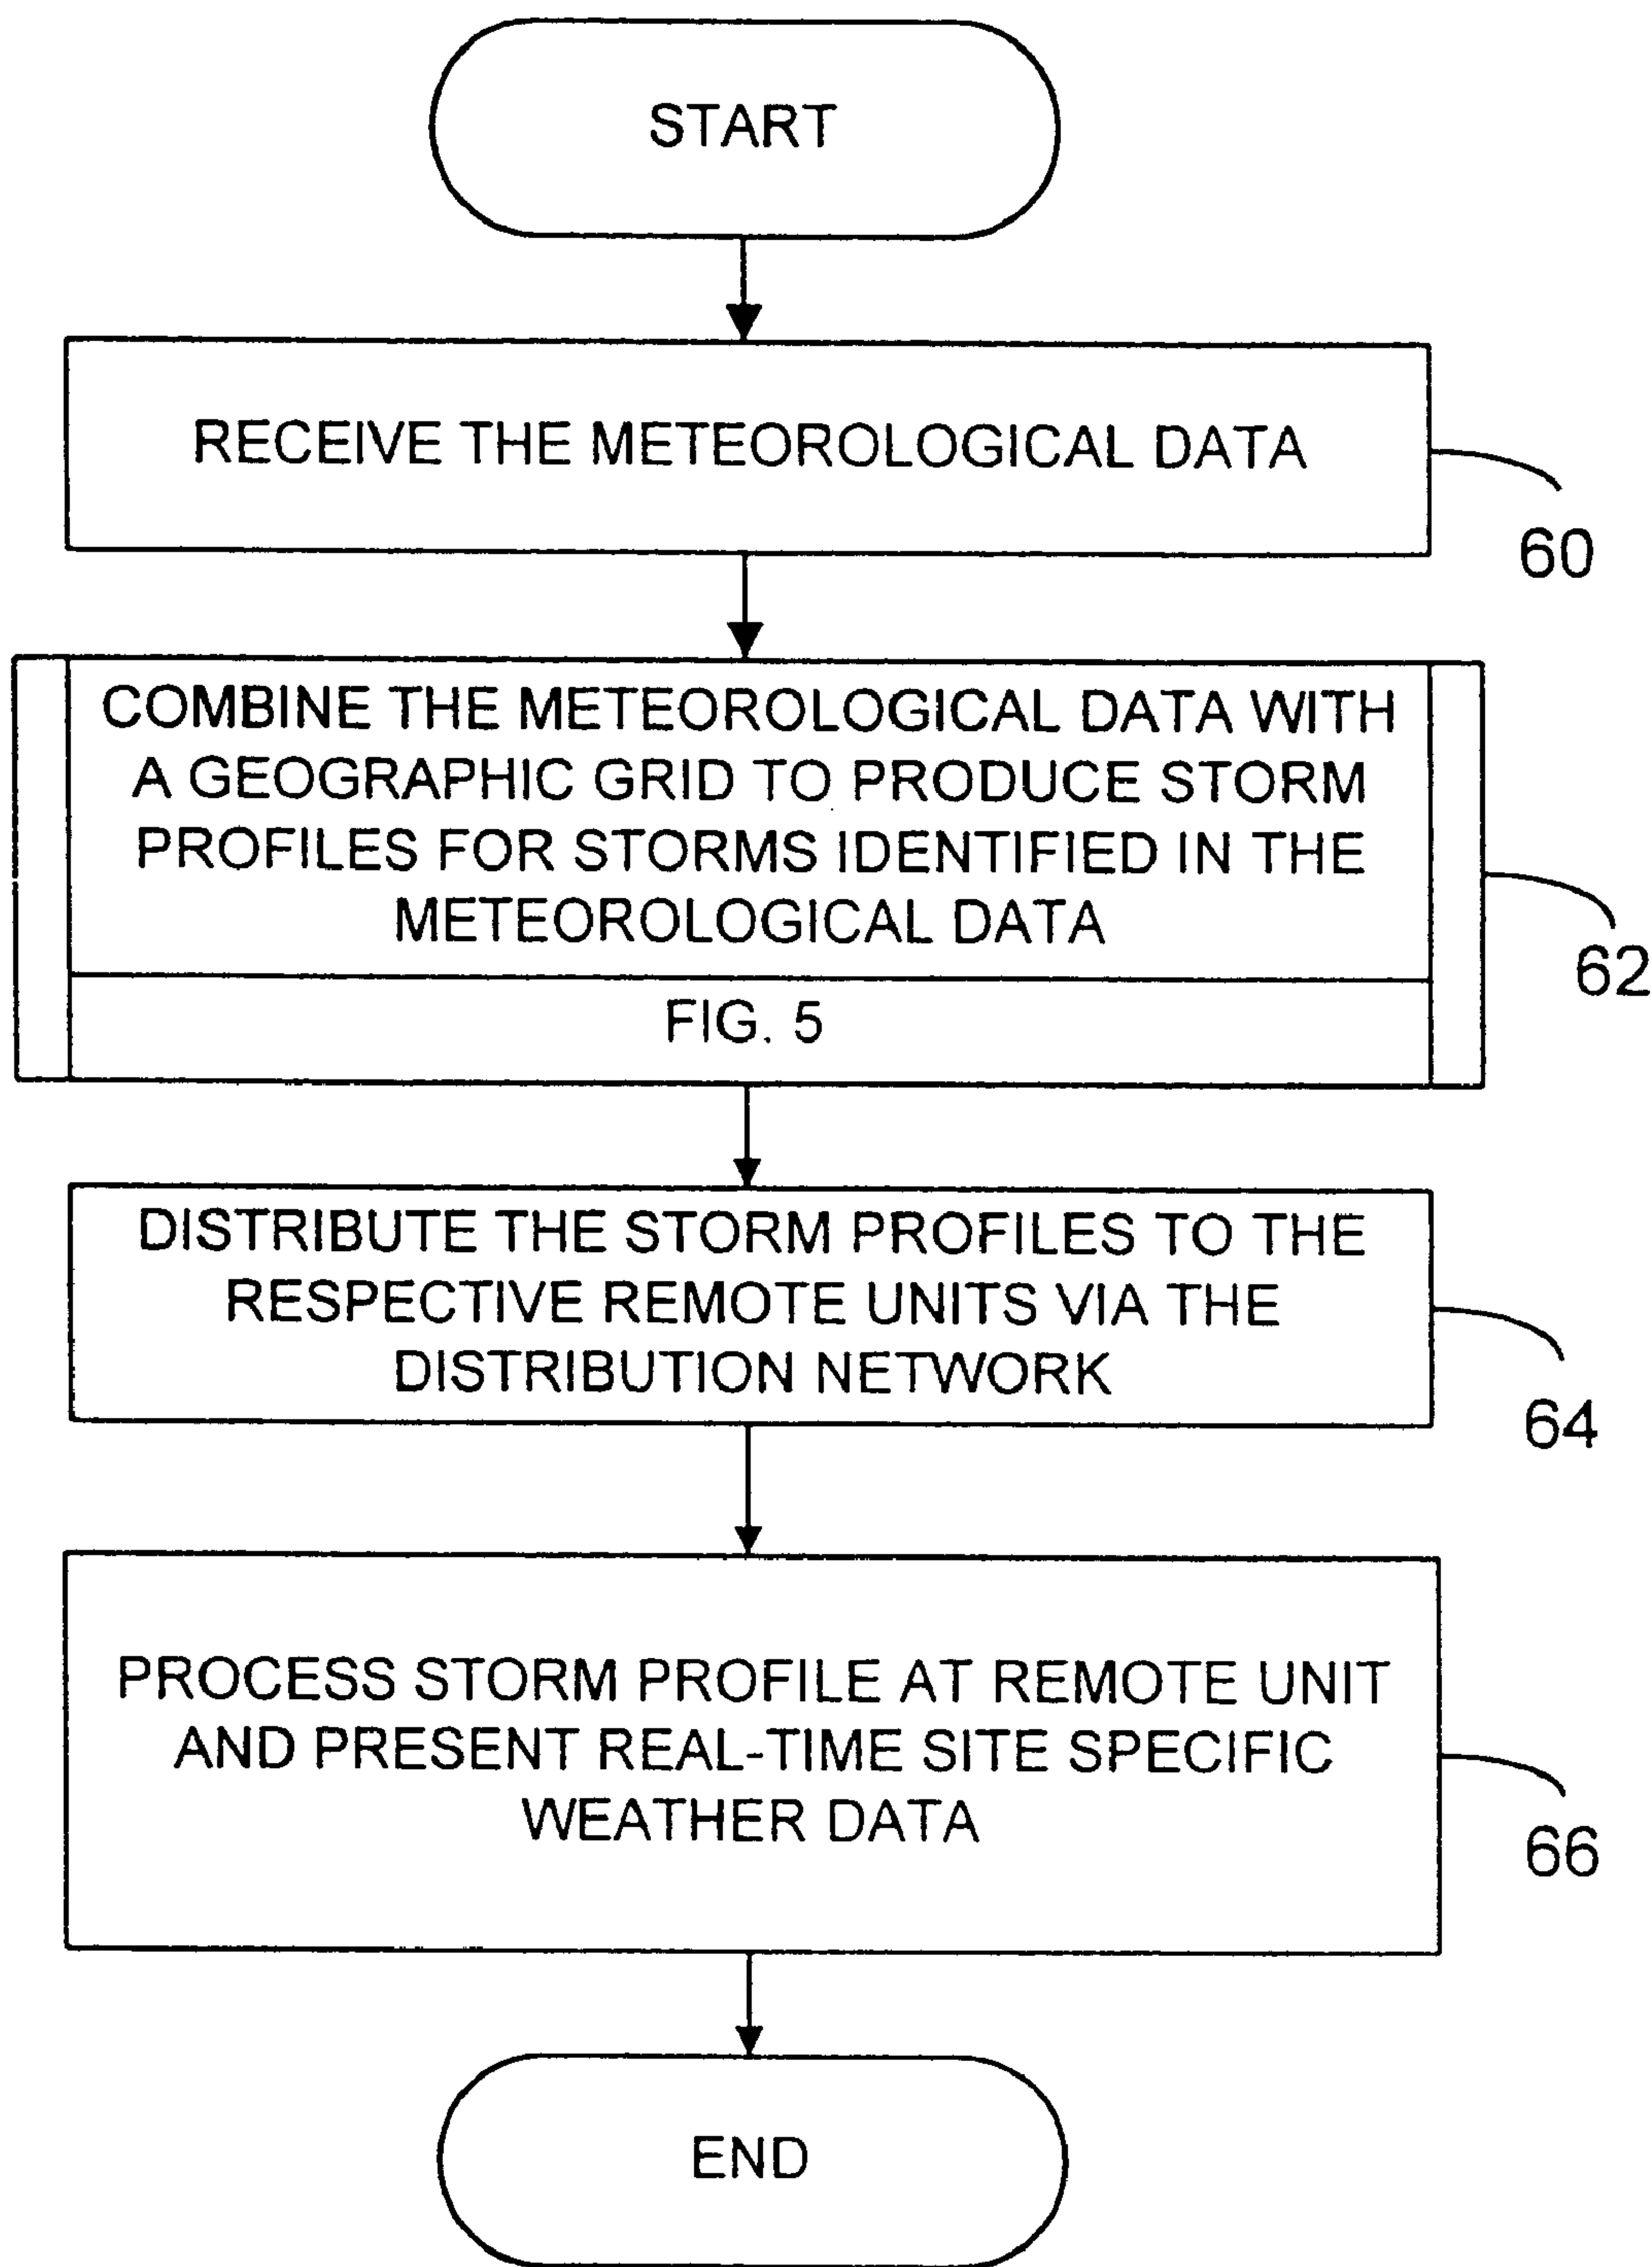 START
RECEIVE THE METEOROLOGICAL DATA
60
COMBINE THE METEOROLOGICAL DATA WITH
A GEOGRAPHIC GRID TO PRODUCE STORM
PROFILES FOR STORMS IDENTIFIED IN THE
METEOROLOGICAL DATA
62
FIG. 5
DISTRIBUTE THE STORM PROFILES TO THE
RESPECTIVE REMOTE UNITS VIA THE
DISTRIBUTION NETWORK
64
PROCESS STORM PROFILE AT REMOTE UNIT
AND PRESENT REAL-TIME SITE SPECIFIC
WEATHER DATA
66
END